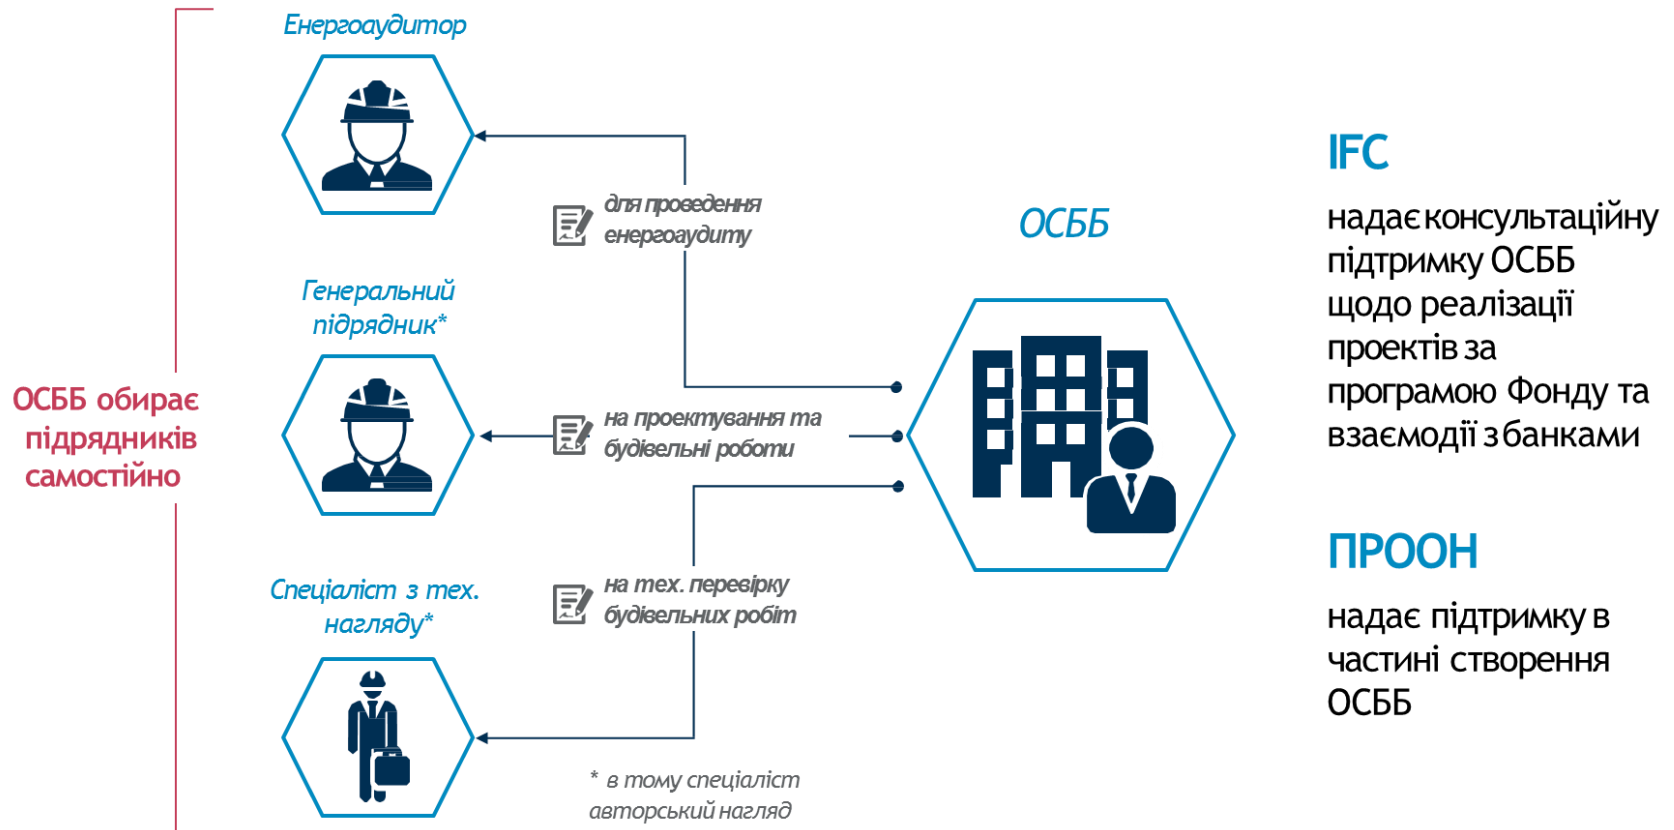 Енергоаудитор
для проведення
енергоаудиту
Генеральний
підрядник*
ОСББ обирає
підрядників
самостійно
на проектування та
будівельні роботи
Спеціаліст з тех.
нагляду*
на тех. перевірку
будівельних робіт
* в тому спеціаліст
авторський нагляд
ОСББ
IFC
надає консультаційну
підтримку ОСББ
щодо реалізації
проектів за
програмою Фонду та
взаємодії з банками
ПРООН
надає підтримку в
частині створення
ОСББ